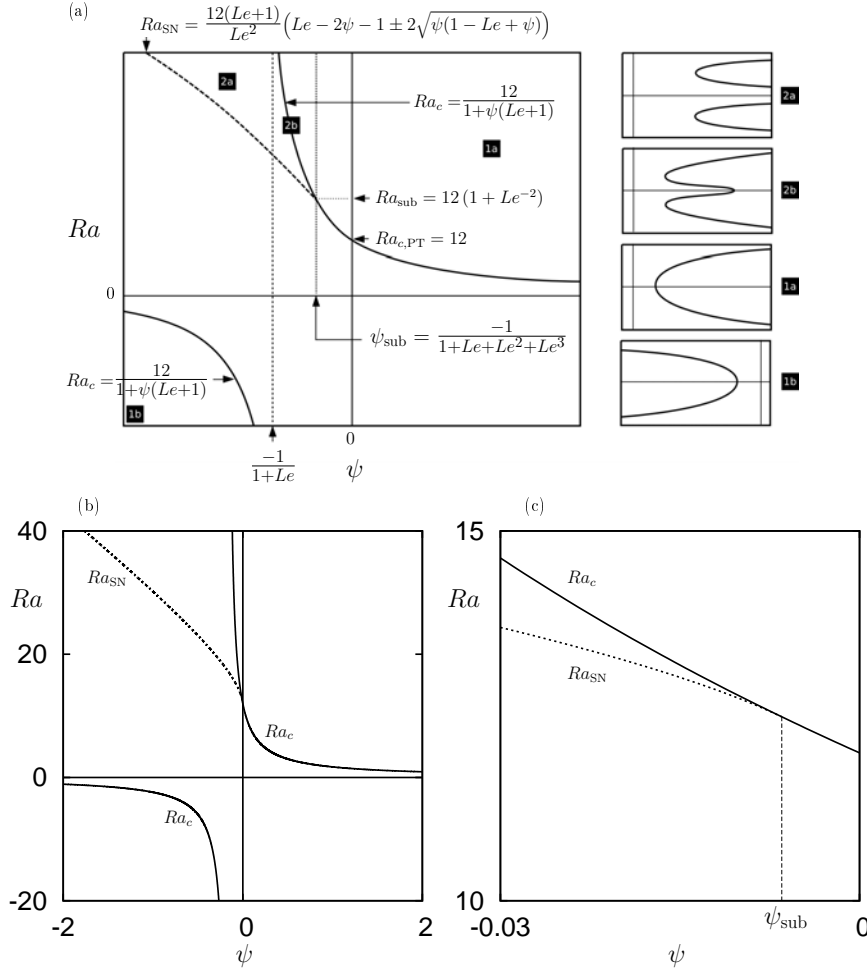 (a)
Ra_SN = 12(Le+1)/Le^2 (Le − 2ψ − 1 ± 2√ψ(1 − Le + ψ))
2a
2b
1a
Ra_c = 12/1+ψ(Le+1)
Ra_sub = 12 (1 + Le^−2)
Ra_c,PT = 12
Ra
0
ψ_sub = −1/1+Le+Le^2+Le^3
Ra_c = 12/1+ψ(Le+1)
1b
0
−1/1+Le
ψ
2a
2b
1a
1b
(b)
40
Ra_SN
Ra
20
Ra_c
0
Ra_c
-20
-2
0
2
ψ
(c)
15
Ra_c
Ra
Ra_SN
10
-0.03
ψ_sub
0
ψ